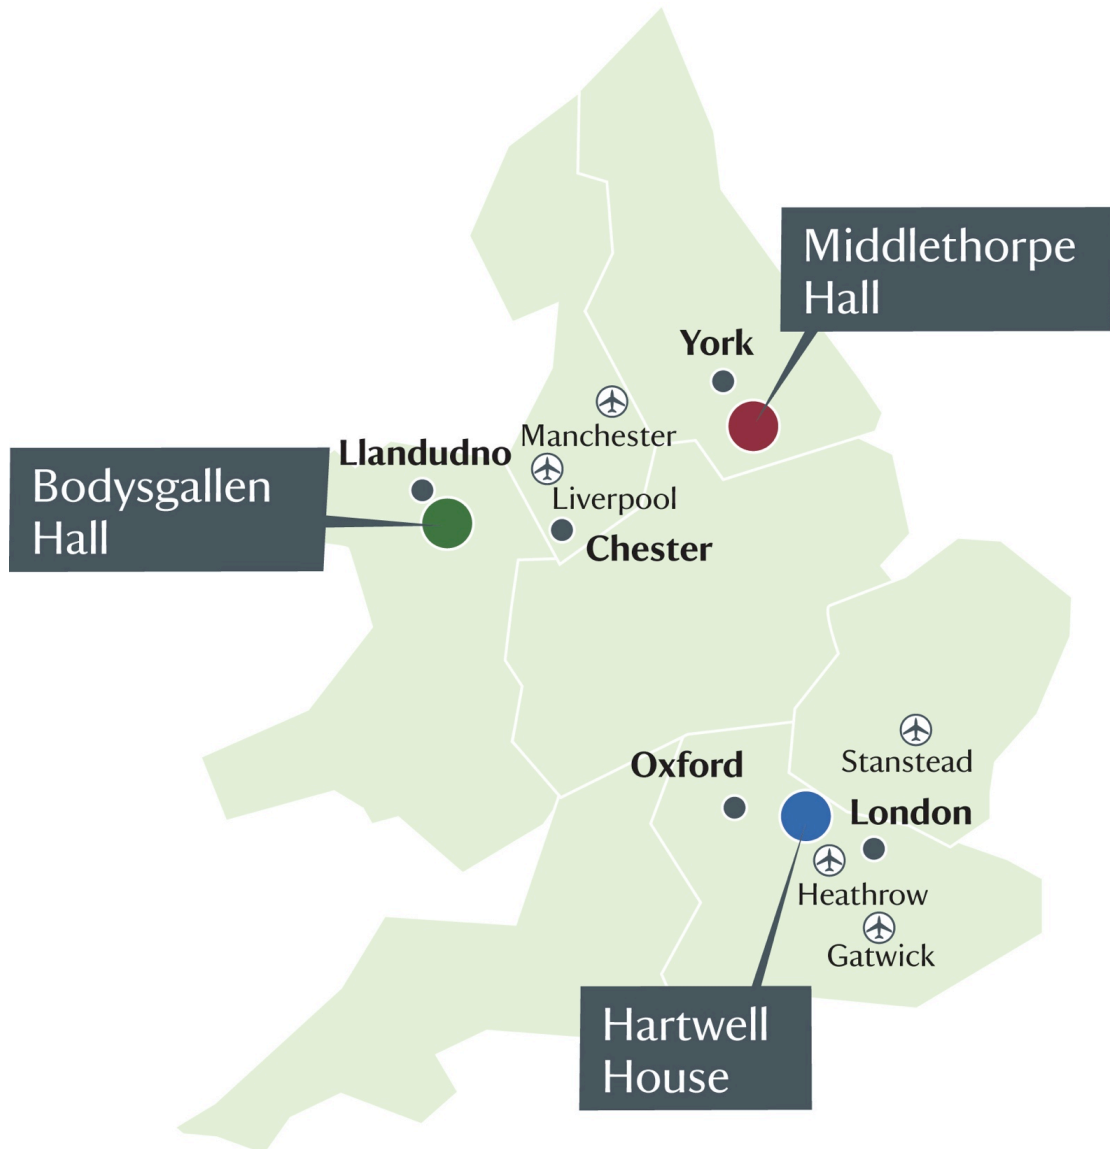 Middlethorpe
Hall
York
Manchester
Llandudno
Bodysgallen
Hall
Liverpool
Chester
Stanstead
Oxford
London
Heathrow
Gatwick
Hartwell
House